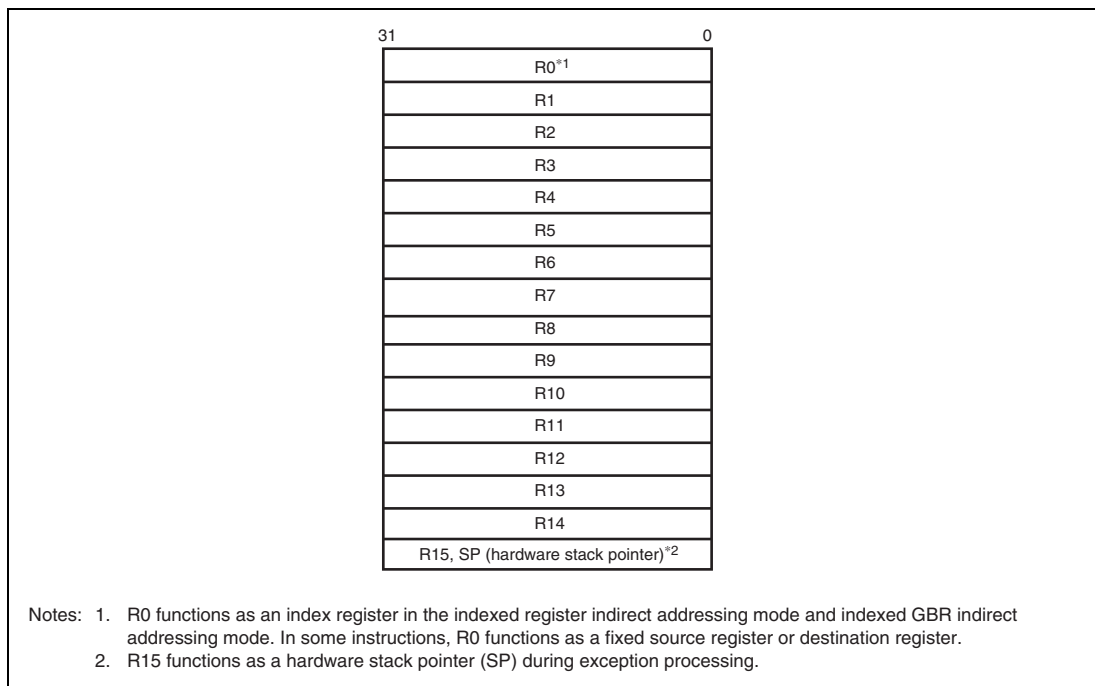 31 0
R0*1
R1
R2
R3
R4
R5
R6
R7
R8
R9
R10
R11
R12
R13
R14
R15, SP (hardware stack pointer)*2
Notes: 1. R0 functions as an index register in the indexed register indirect addressing mode and indexed GBR indirect
addressing mode. In some instructions, R0 functions as a fixed source register or destination register.
2. R15 functions as a hardware stack pointer (SP) during exception processing.